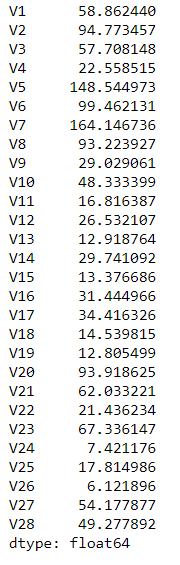 V1 58.862440
V2 94.773457
V3 57.708148
V4 22.558515
V5 148.544973
V6 99.462131
V7 164.146736
V8 93.223927
V9 29.029061
V10 48.333399
V11 16.816387
V12 26.532107
V13 12.918764
V14 29.741092
V15 13.376686
V16 31.444966
V17 34.416326
V18 14.539815
V19 12.805499
V20 93.918625
V21 62.033221
V22 21.436234
V23 67.336147
V24 7.421176
V25 17.814986
V26 6.121896
V27 54.177877
V28 49.277892
dtype: float64